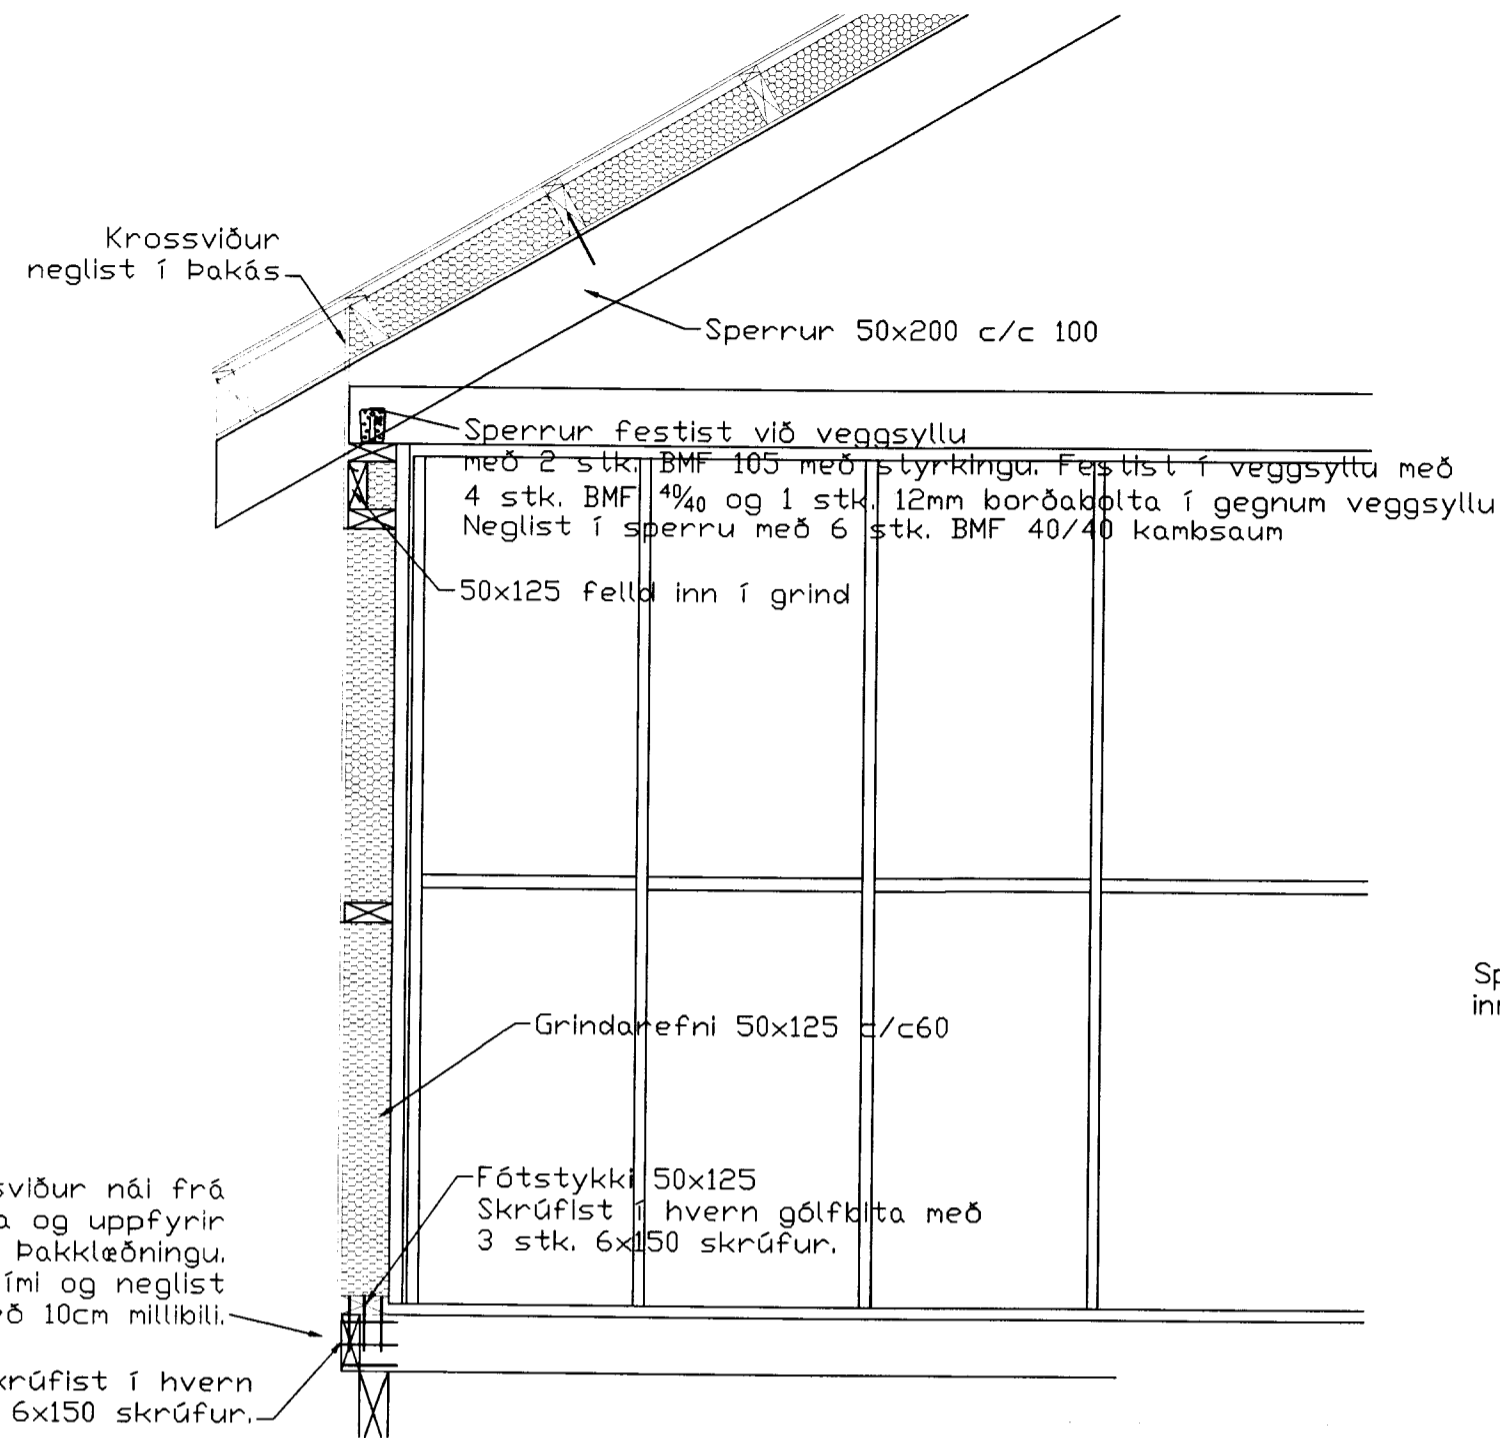 Krossviður
neglist í Þakás
Sperrur 50x200 c/c 100
Sperrur festist við veggsyllu
með 2 stk. BMF 105 með styrkingu. Festist í veggsyllu með
4 stk. BMF 40/40 og 1 stk. 12mm borðabolta í gegnum veggsyllu
Neglist í sperru með 6 stk. BMF 40/40 kambsaum
50x125 felld inn í grind
Grindarefni 50x125 c/c60
Fótstykki 50x125
Skrúfist í hvern gólfbita með
3 stk. 6x150 skrúfur.
sviður nái frá
a og uppfyrir
Þakklæðningu.
ími og neglist
ð 10cm millibili.
krúfist í hvern
6x150 skrúfur.
Sp
inn